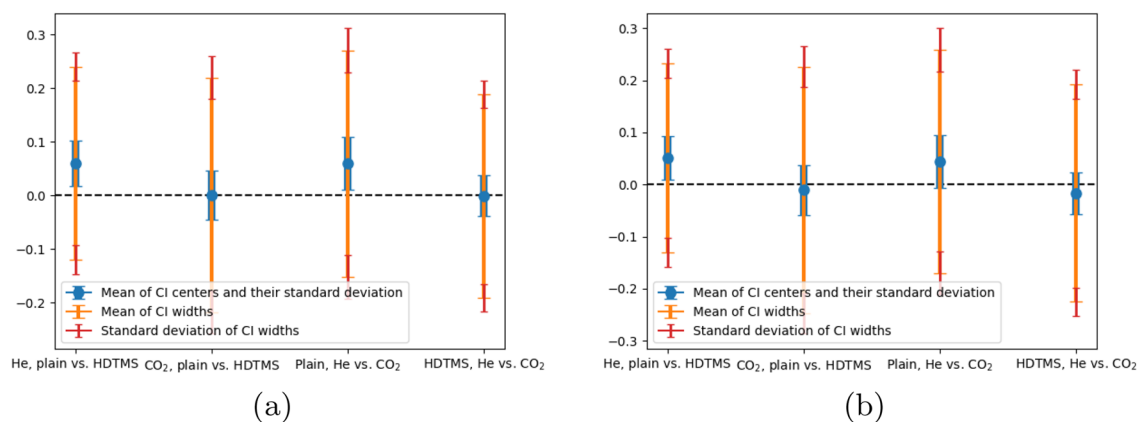 0.3
0.2
0.1
0.0
−0.1
−0.2
Mean of CI centers and their standard deviation
Mean of CI widths
Standard deviation of CI widths
He, plain vs. HDTMS CO₂, plain vs. HDTMS Plain, He vs. CO₂ HDTMS, He vs. CO₂
(a)
0.3
0.2
0.1
0.0
−0.1
−0.2
−0.3
Mean of CI centers and their standard deviation
Mean of CI widths
Standard deviation of CI widths
He, plain vs. HDTMS CO₂, plain vs. HDTMS Plain, He vs. CO₂ HDTMS, He vs. CO₂
(b)